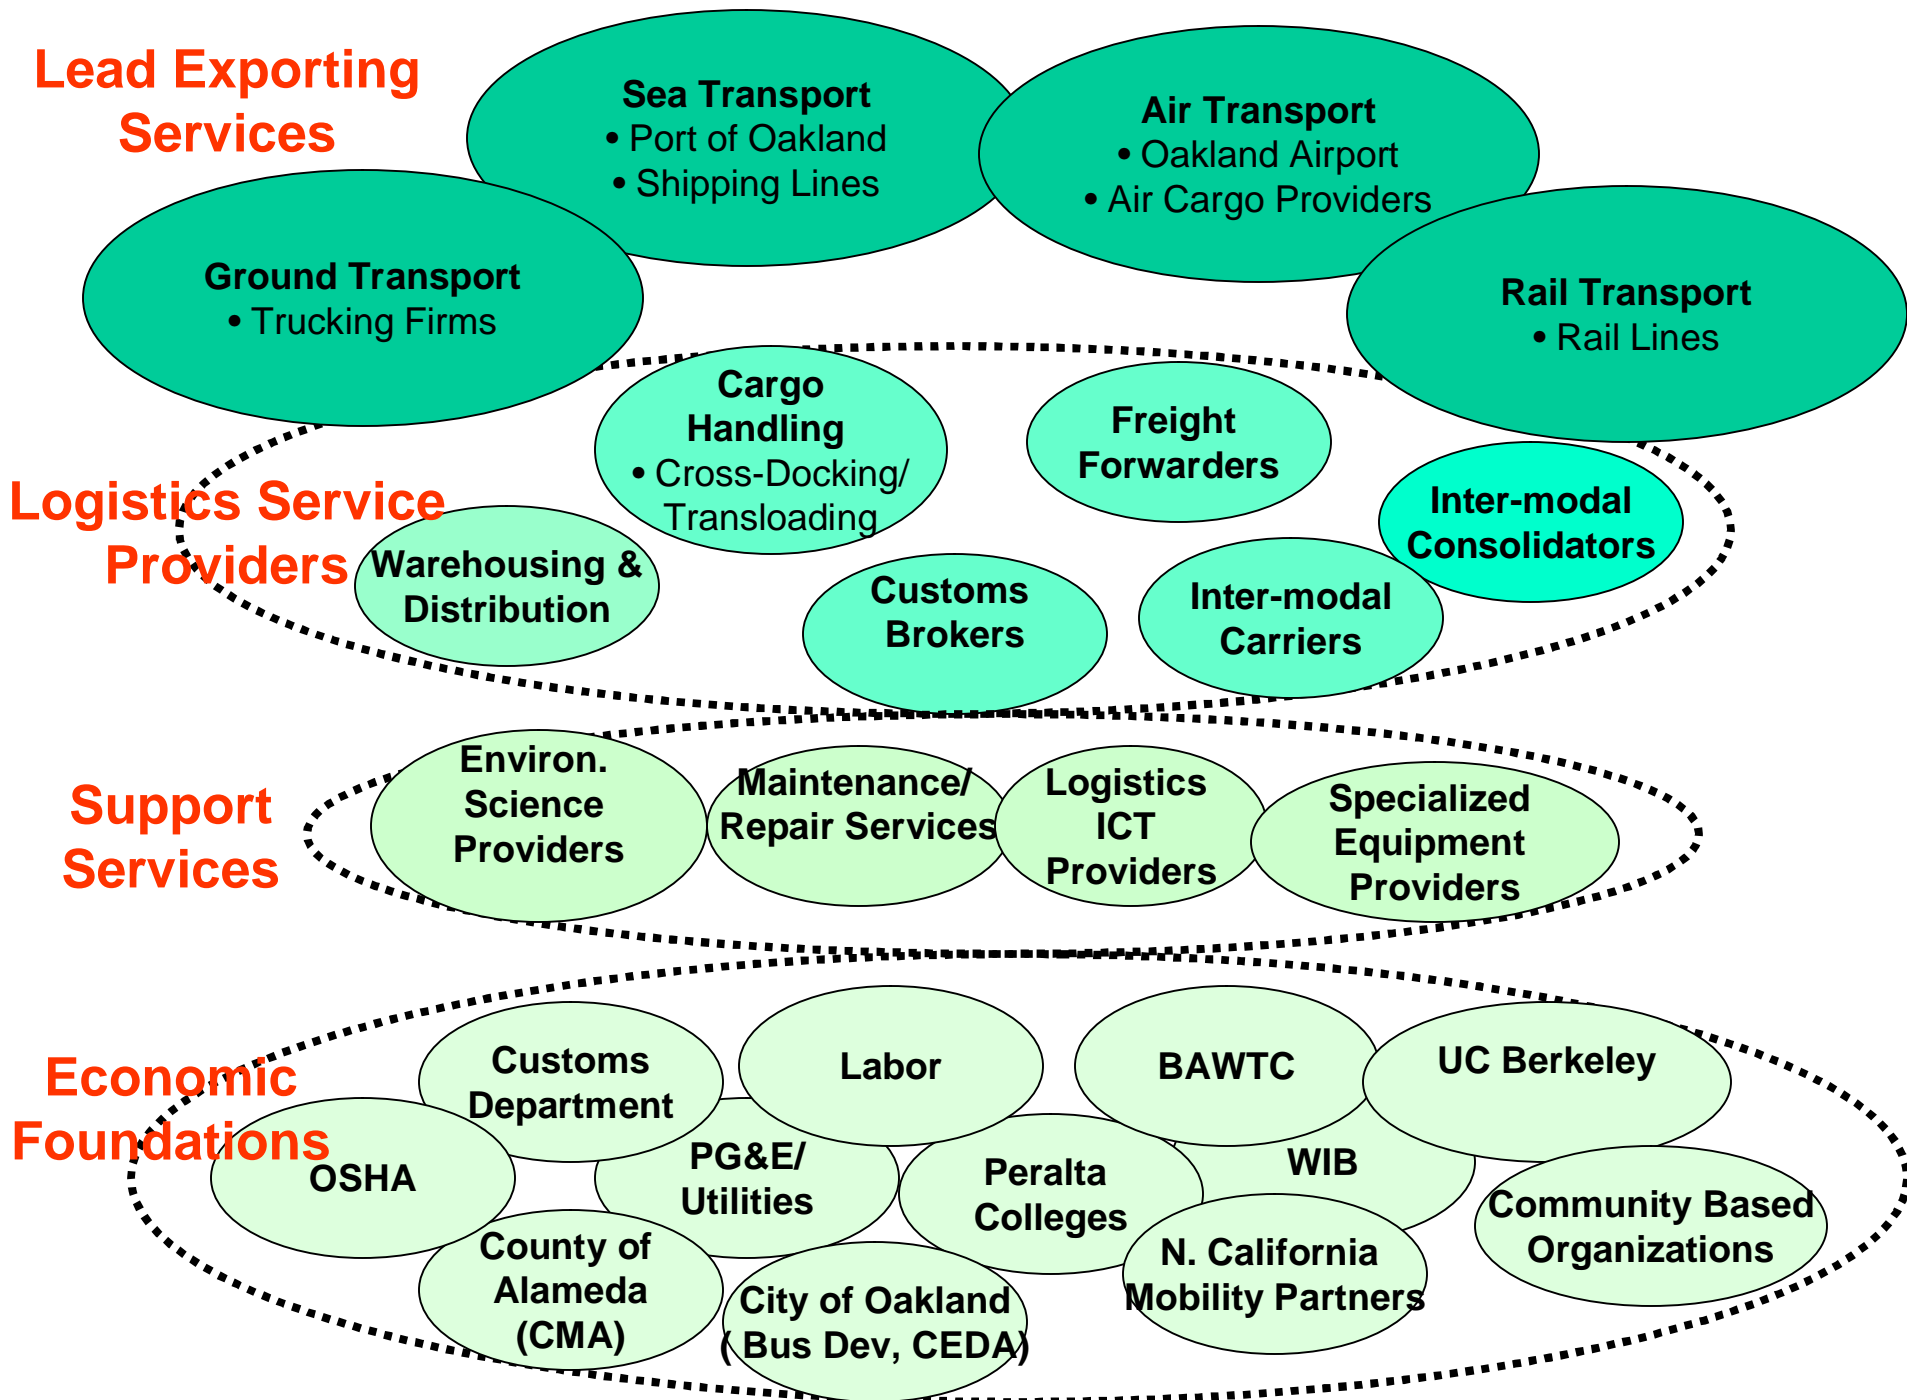 Lead Exporting
Services
Sea Transport
• Port of Oakland
• Shipping Lines
Air Transport
• Oakland Airport
• Air Cargo Providers
Ground Transport
• Trucking Firms
Rail Transport
• Rail Lines
Logistics Service
Providers
Cargo
Handling
• Cross-Docking/
Transloading
Freight
Forwarders
Inter-modal
Consolidators
Warehousing &
Distribution
Customs
Brokers
Inter-modal
Carriers
Support
Services
Environ.
Science
Providers
Maintenance/
Repair Services
Logistics
ICT
Providers
Specialized
Equipment
Providers
Economic
Foundations
Customs
Department
Labor
BAWTC
UC Berkeley
OSHA
PG&E/
Utilities
Peralta
Colleges
WIB
Community Based
Organizations
County of
Alameda
(CMA)
City of Oakland
( Bus Dev, CEDA)
N. California
Mobility Partners